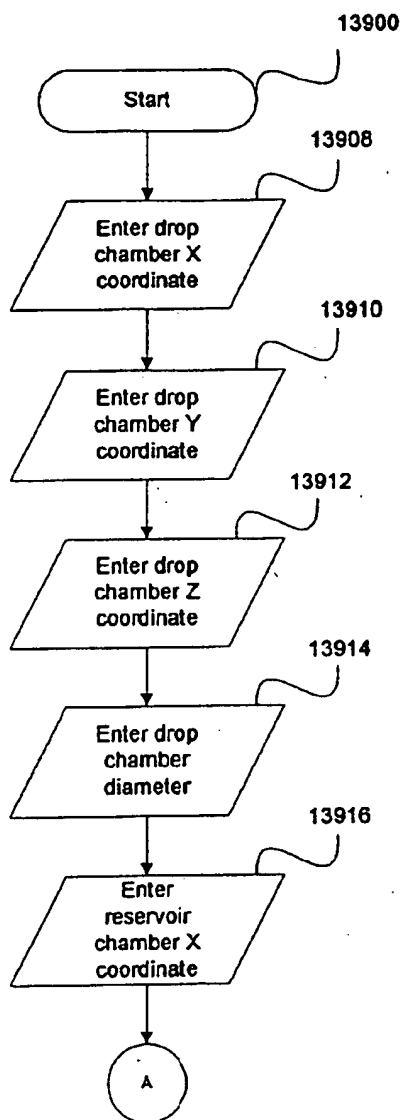 13900
Start
13908
Enter drop
chamber X
coordinate
13910
Enter drop
chamber Y
coordinate
13912
Enter drop
chamber Z
coordinate
13914
Enter drop
chamber
diameter
13916
Enter
reservoir
chamber X
coordinate
A